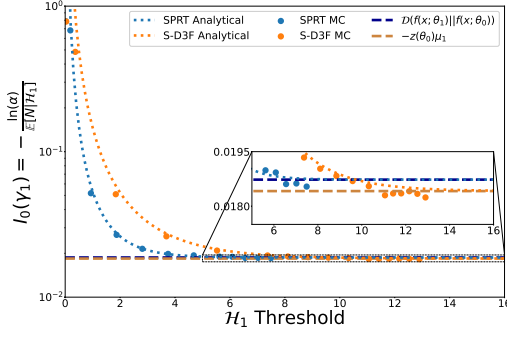 10⁰
10⁻¹
10⁻²
I₀(γ₁) = − ln(α) / 𝔼[N|ℋ₁]
SPRT Analytical
S-D3F Analytical
SPRT MC
S-D3F MC
𝒟(f(x; θ₁)||f(x; θ₀))
−z(θ₀)μ₁
0.0195
0.0180
6 8 10 12 14 16
0 2 4 6 8 10 12 14 16
ℋ₁ Threshold